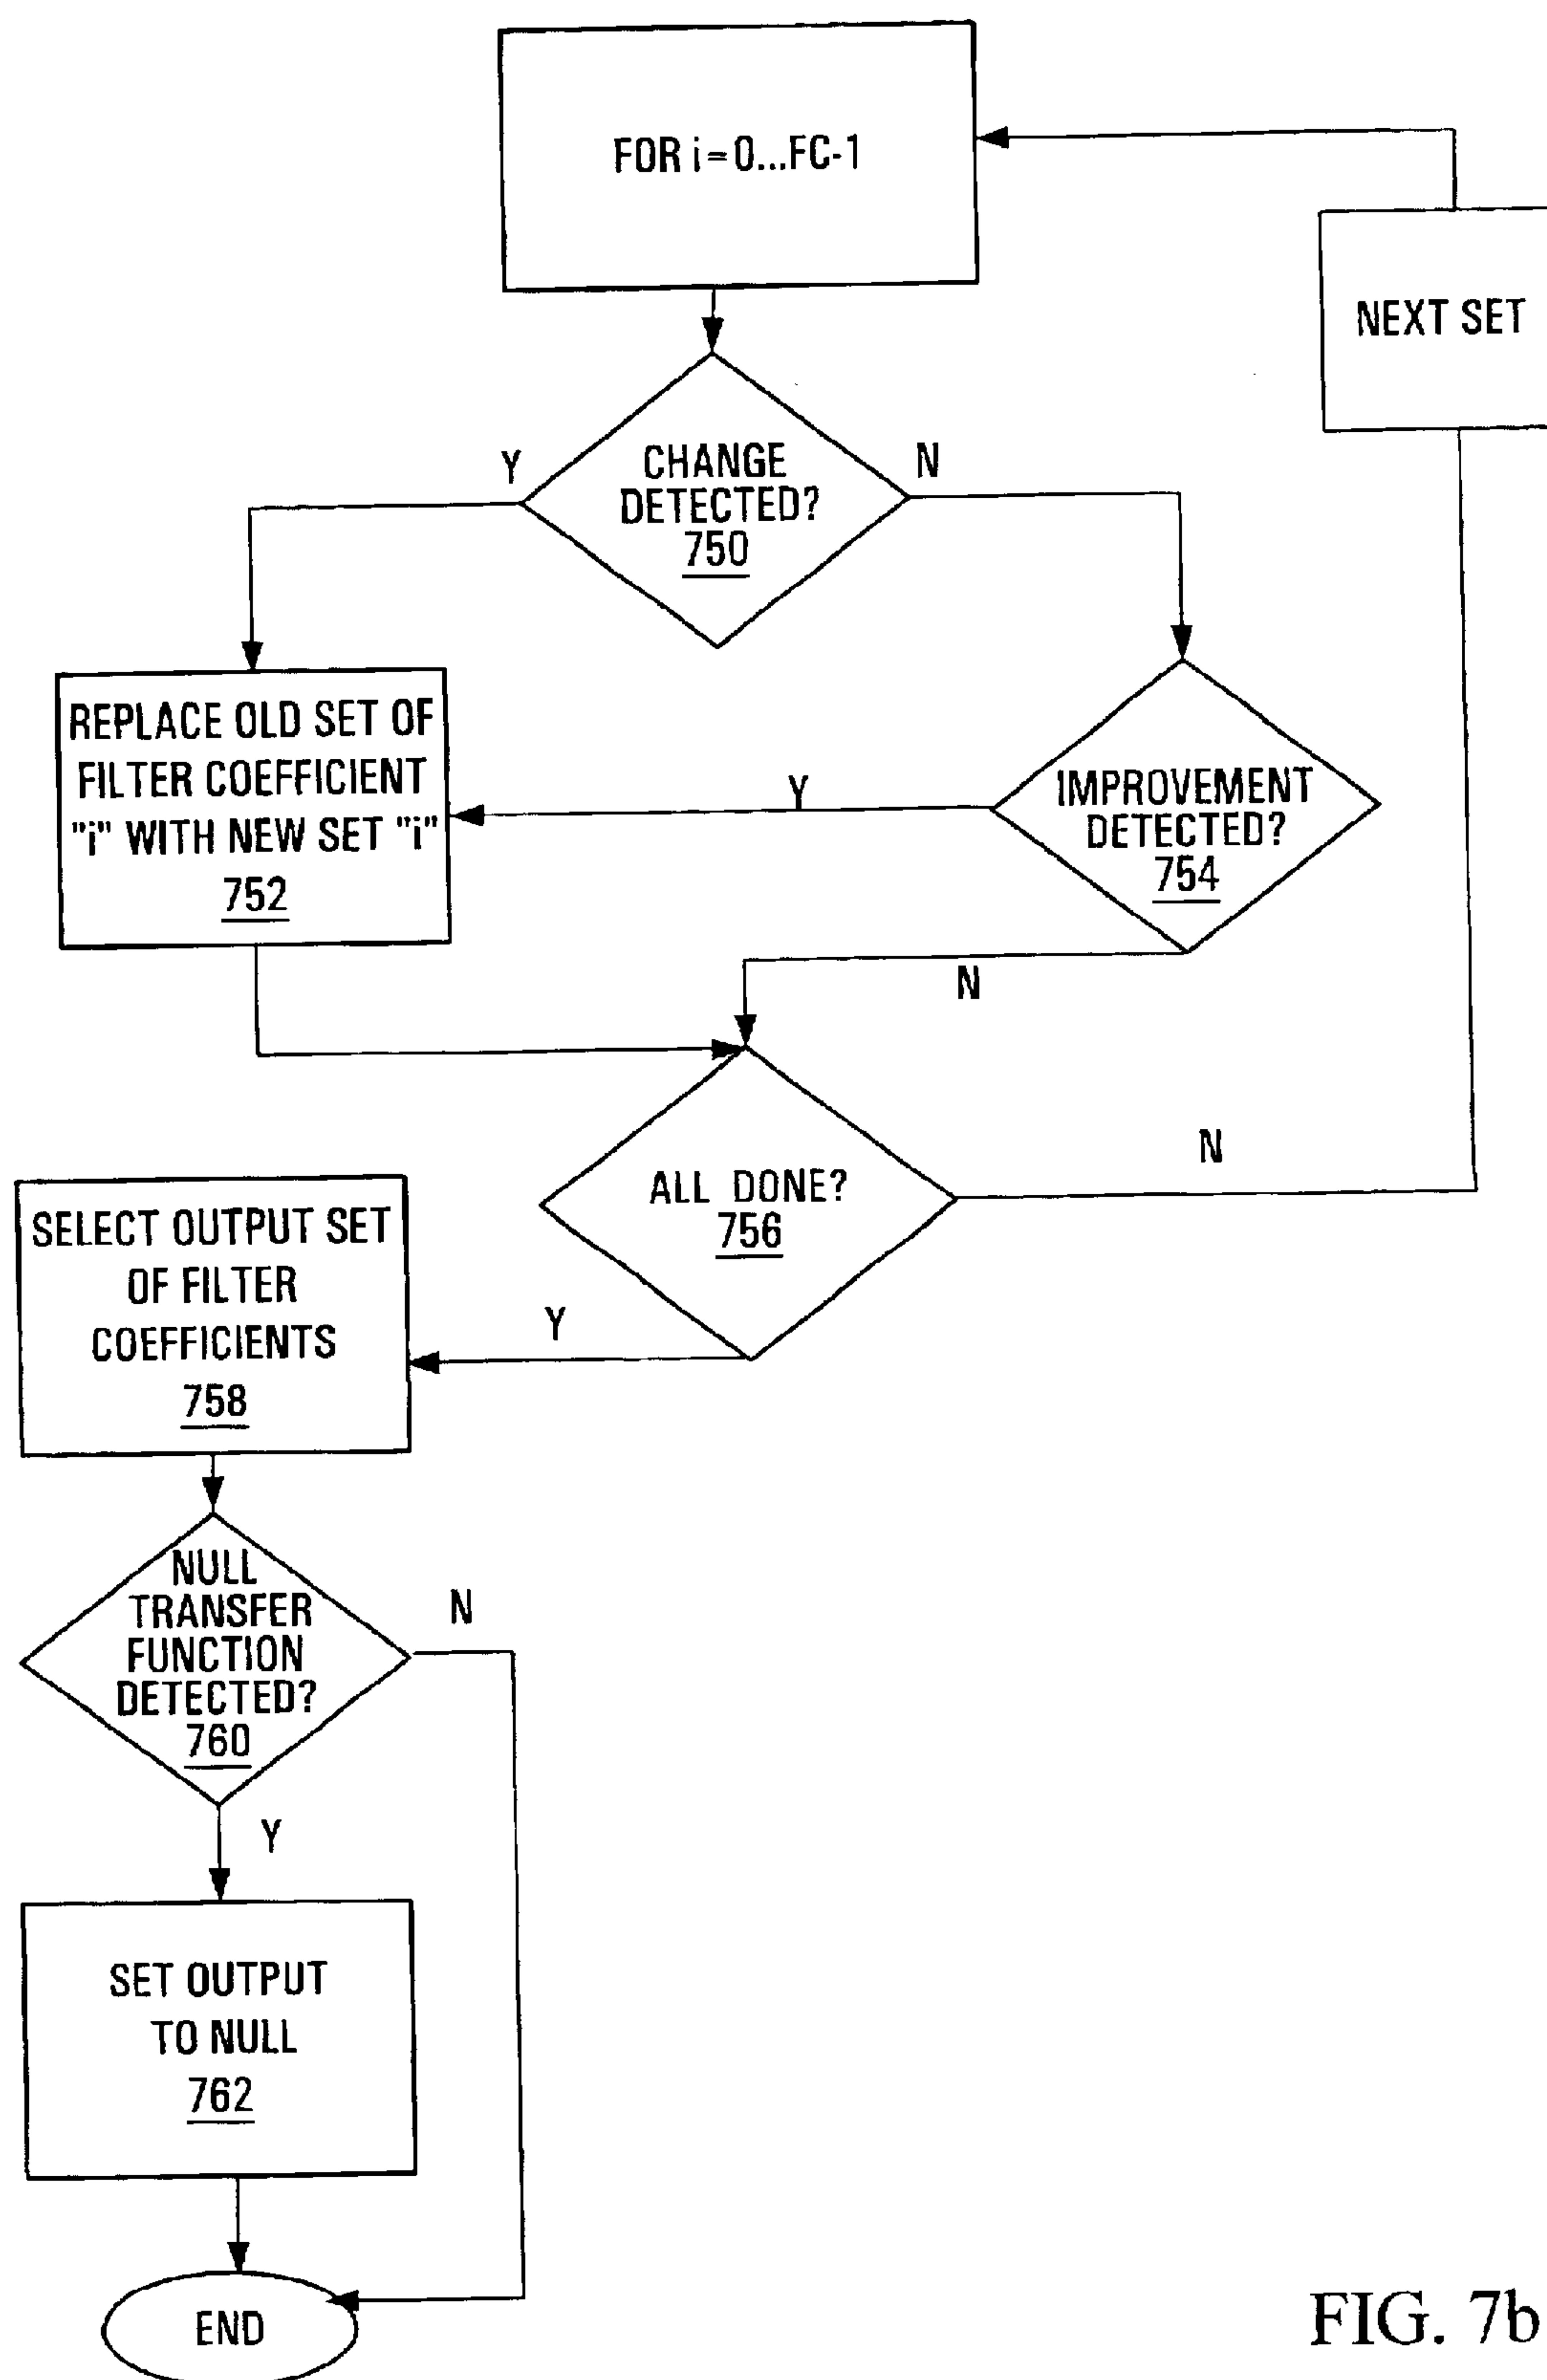 FOR i=0...FC-1
NEXT SET
CHANGE
DETECTED?
750
Y
N
REPLACE OLD SET OF
FILTER COEFFICIENT
"i" WITH NEW SET "i"
752
Y
IMPROVEMENT
DETECTED?
754
N
ALL DONE?
756
N
Y
SELECT OUTPUT SET
OF FILTER
COEFFICIENTS
758
NULL
TRANSFER
FUNCTION
DETECTED?
760
N
Y
SET OUTPUT
TO NULL
762
END
FIG. 7b